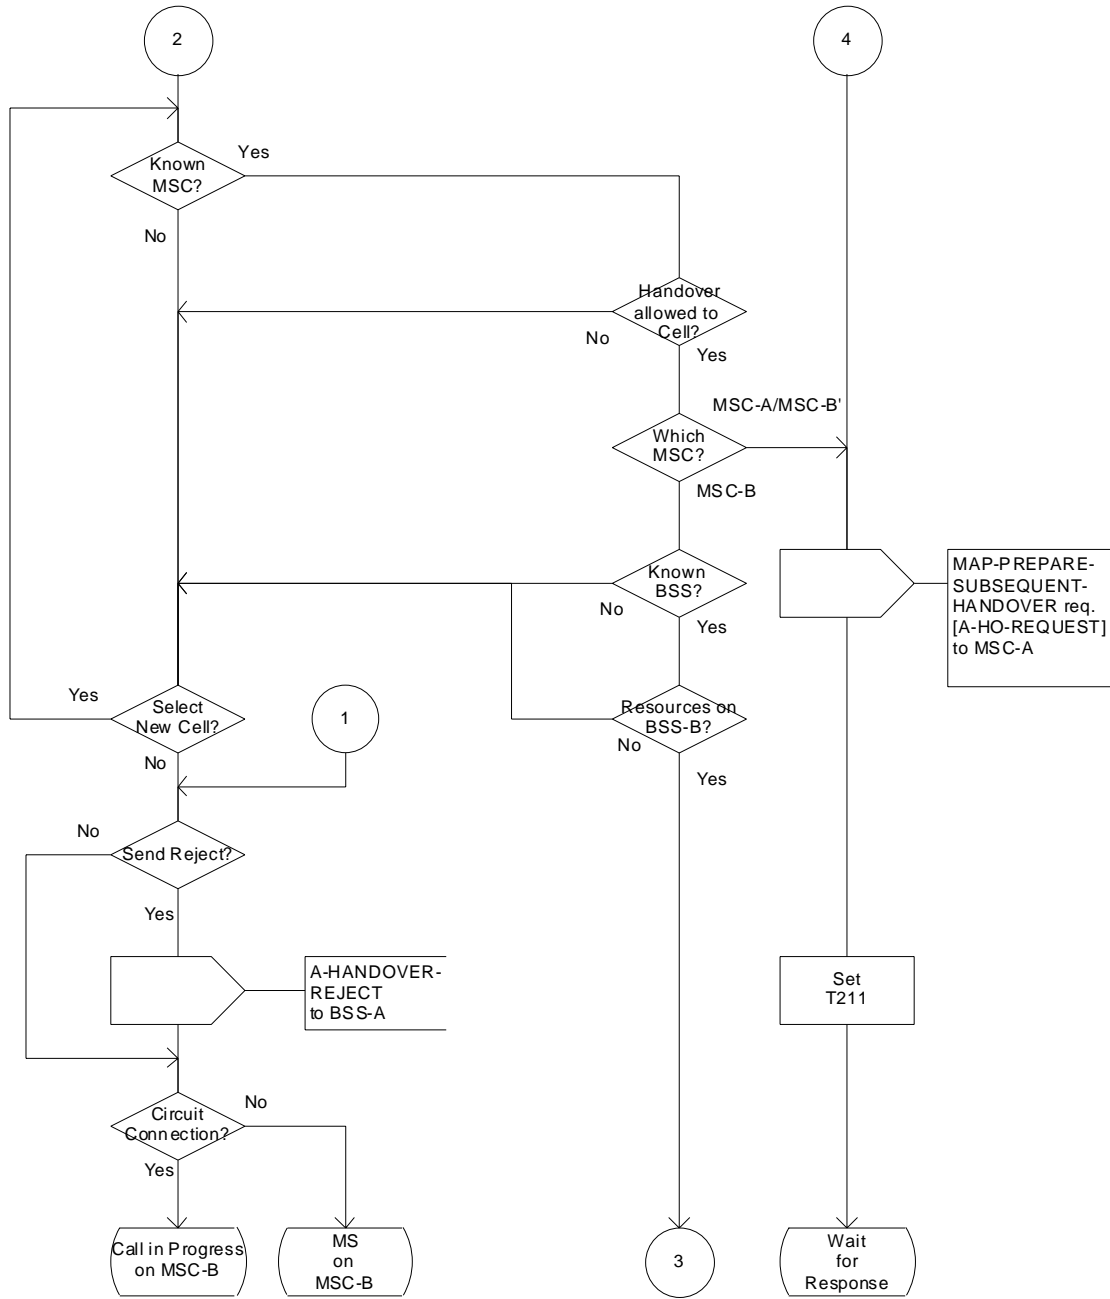 2
4
Known
MSC?
Yes
No
Handover
allowed to
Cell?
No
Yes
MSC-A/MSC-B'
Which
MSC?
MSC-B
Known
BSS?
No
Yes
MAP-PREPARE-
SUBSEQUENT-
HANDOVER req.
[A-HO-REQUEST]
to MSC-A
Yes
Select
New Cell?
No
1
Resources on
BSS-B?
No
Yes
No
Send Reject?
Yes
A-HANDOVER-
REJECT
to BSS-A
Set
T211
Circuit
Connection?
No
Yes
Call in Progress
on MSC-B
MS
on
MSC-B
3
Wait
for
Response